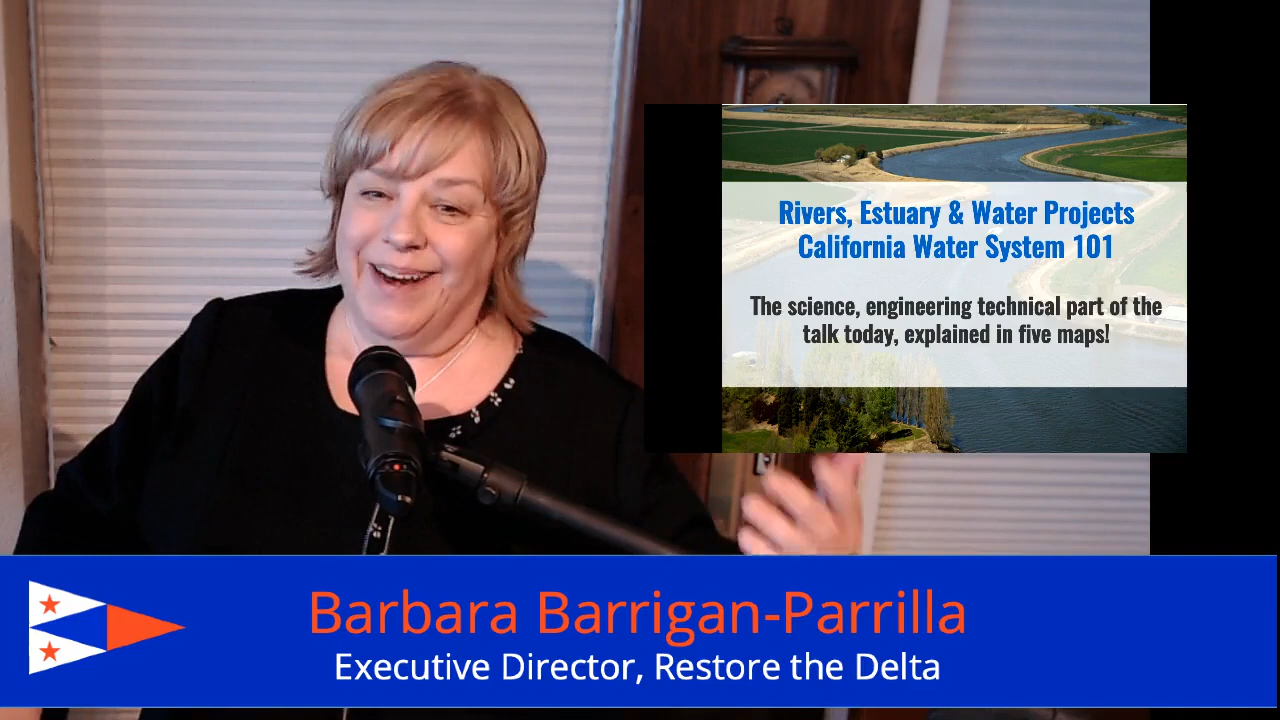 Rivers, Estuary & Water Projects
California Water System 101
The science, engineering technical part of the
talk today, explained in five maps!
Barbara Barrigan-Parrilla
Executive Director, Restore the Delta